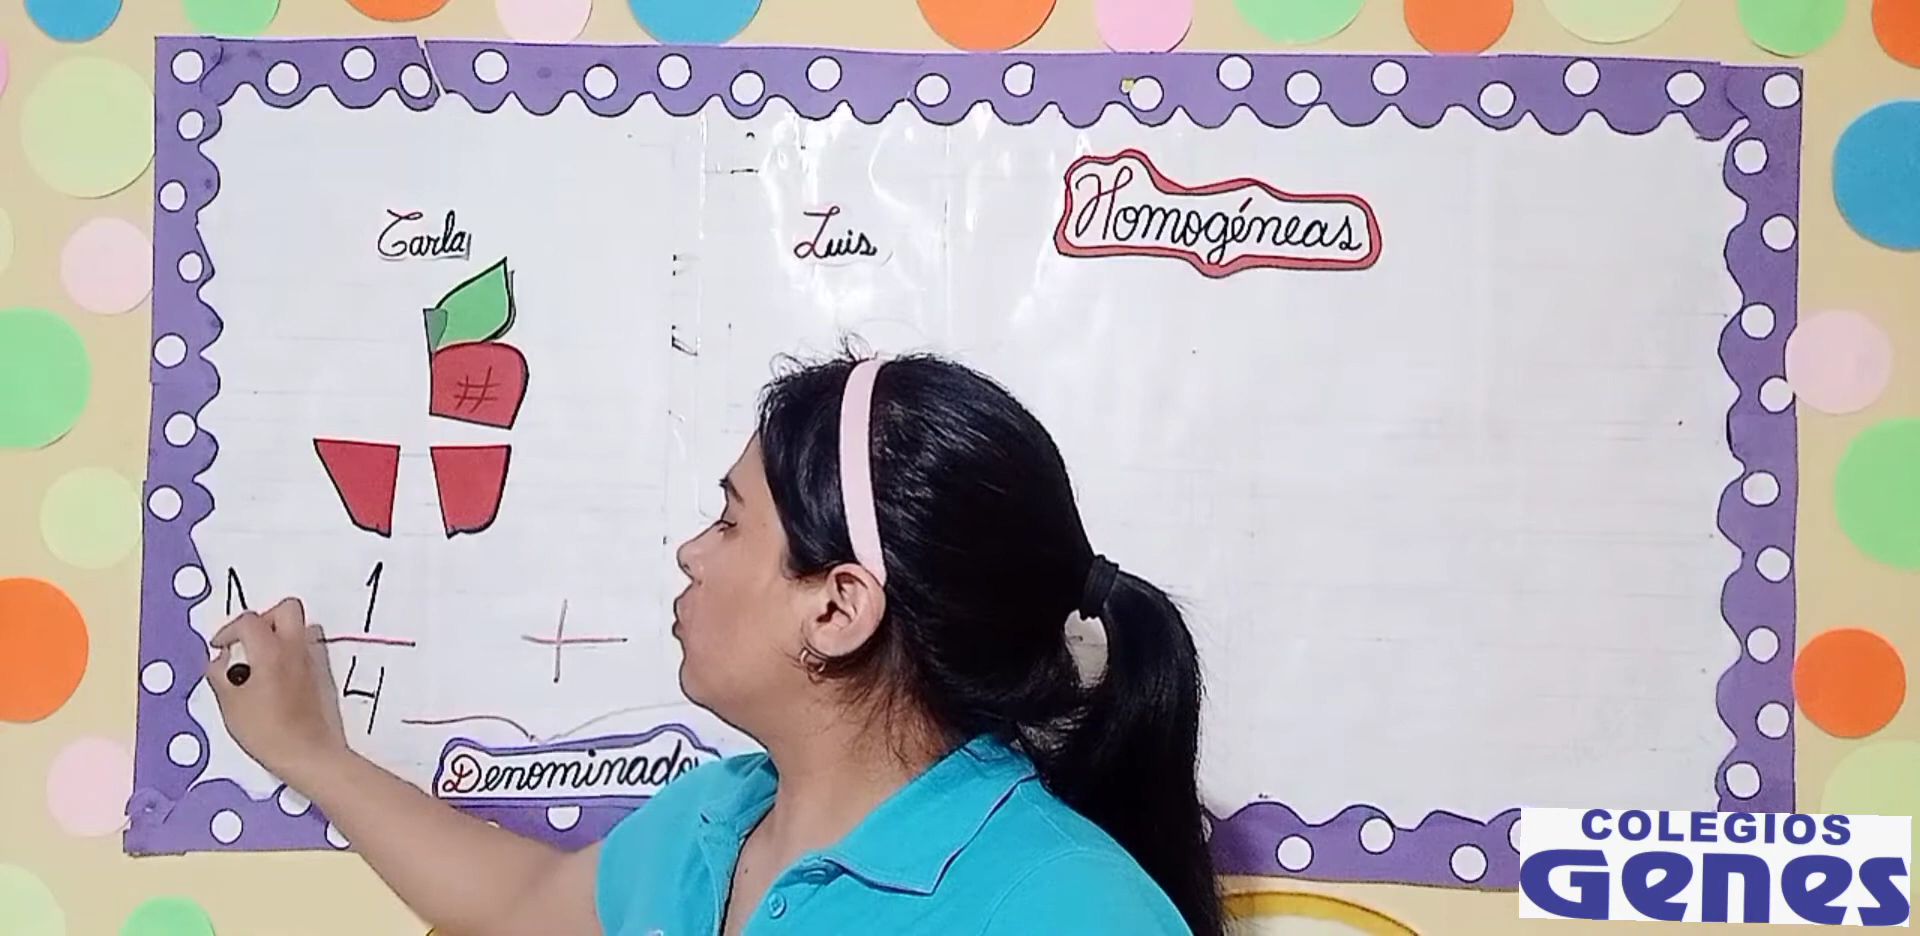 Carla
Luis
Homogéneas
#
1
4
+
Denominado
COLEGIOS
Genes